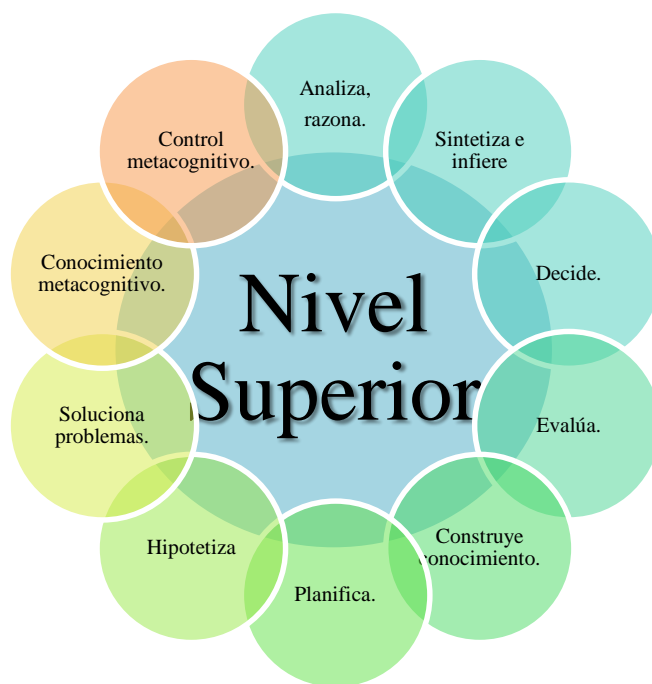 Nivel
Superior
Analiza,
razona.
Sintetiza e
infiere
Decide.
Evalúa.
Construye
conocimiento.
Planifica.
Hipotetiza
Soluciona
problemas.
Conocimiento
metacognitivo.
Control
metacognitivo.